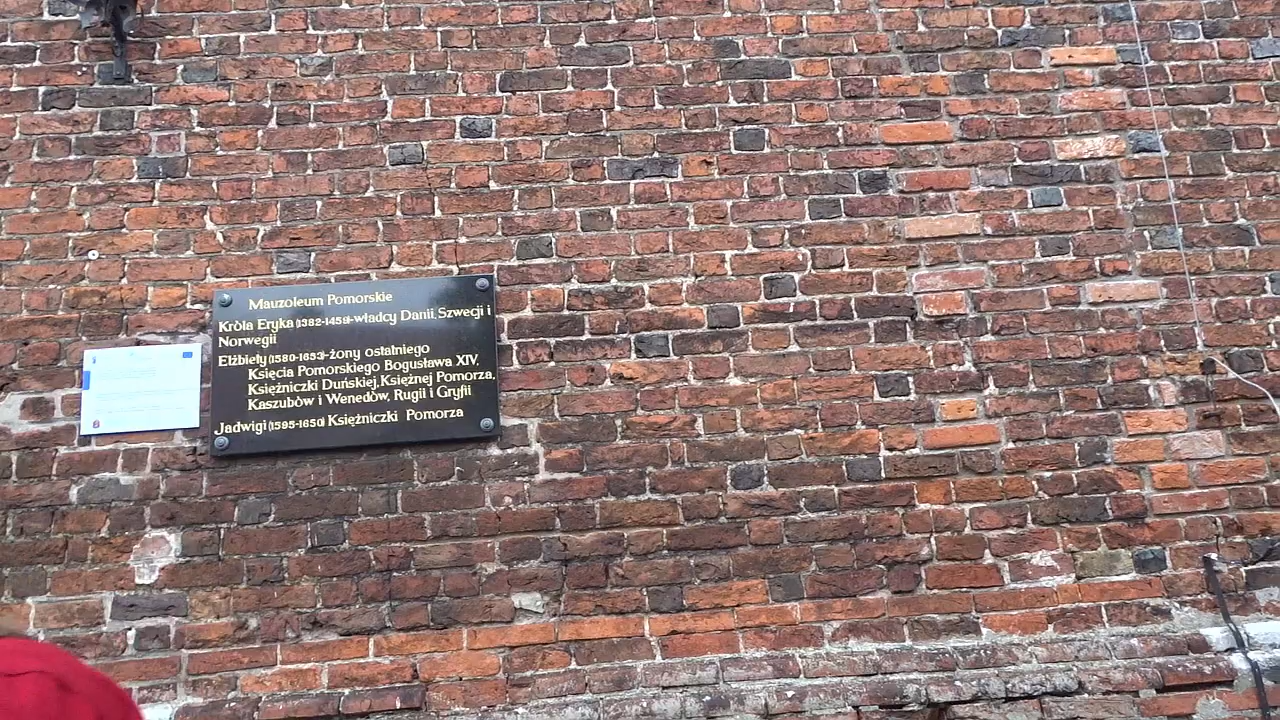 Mauzoleum Pomorskie
Króla Eryka (1382-1459)-władcy Danii, Szwecji i
Norwegii
Elżbiety (1580-1653)-żony ostatniego
Księcia Pomorskiego Bogusława XIV,
Księżniczki Duńskiej, Księżnej Pomorza,
Kaszubów i Wenedów, Rugii i Gryfii
Jadwigi (1595-1650) Księżniczki Pomorza